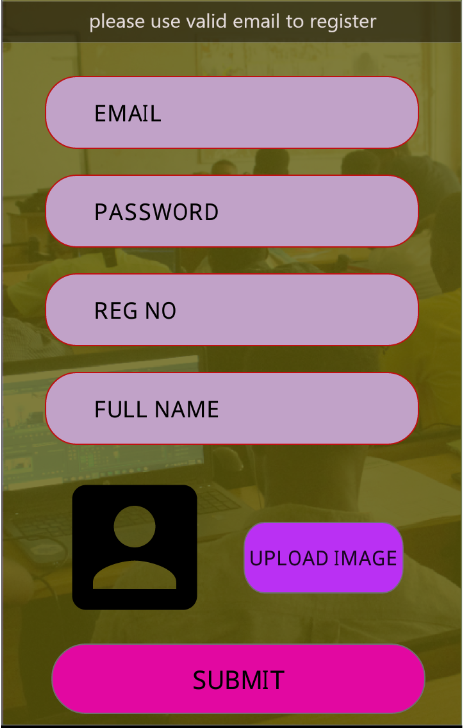 please use valid email to register
EMAIL
PASSWORD
REG NO
FULL NAME
UPLOAD IMAGE
SUBMIT